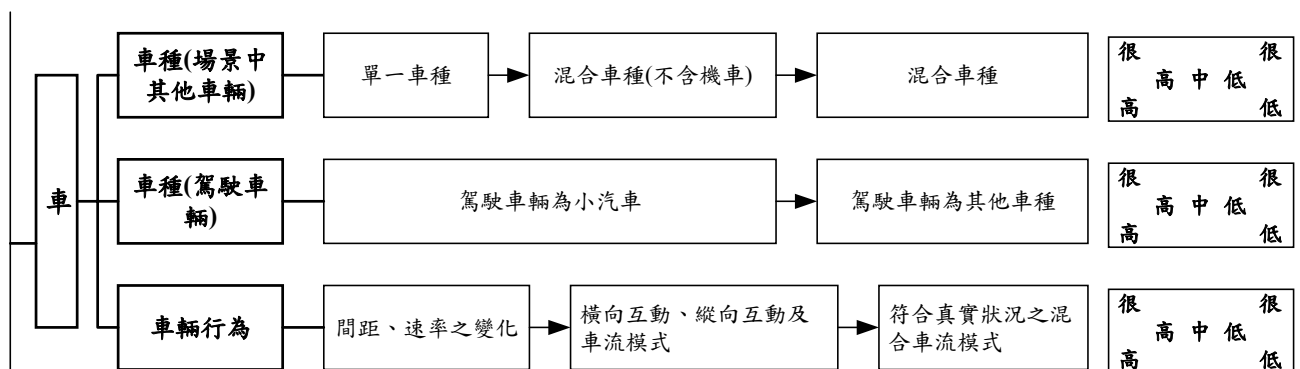 車
車種(場景中
其他車輛)
單一車種
混合車種(不含機車)
混合車種
很 很
高 中 低
高 低
車種(駕駛車
輛)
駕駛車輛為小汽車
駕駛車輛為其他車種
很 很
高 中 低
高 低
車輛行為
間距、速率之變化
橫向互動、縱向互動及
車流模式
符合真實狀況之混
合車流模式
很 很
高 中 低
高 低